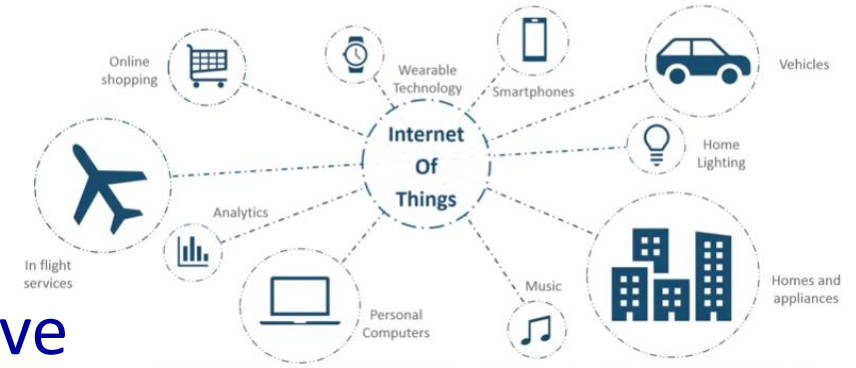 Online
shopping
Wearable
Technology
Smartphones
Vehicles
Internet
Of
Things
Home
Lighting
Analytics
In flight
services
Personal
Computers
Music
Homes and
appliances
ve